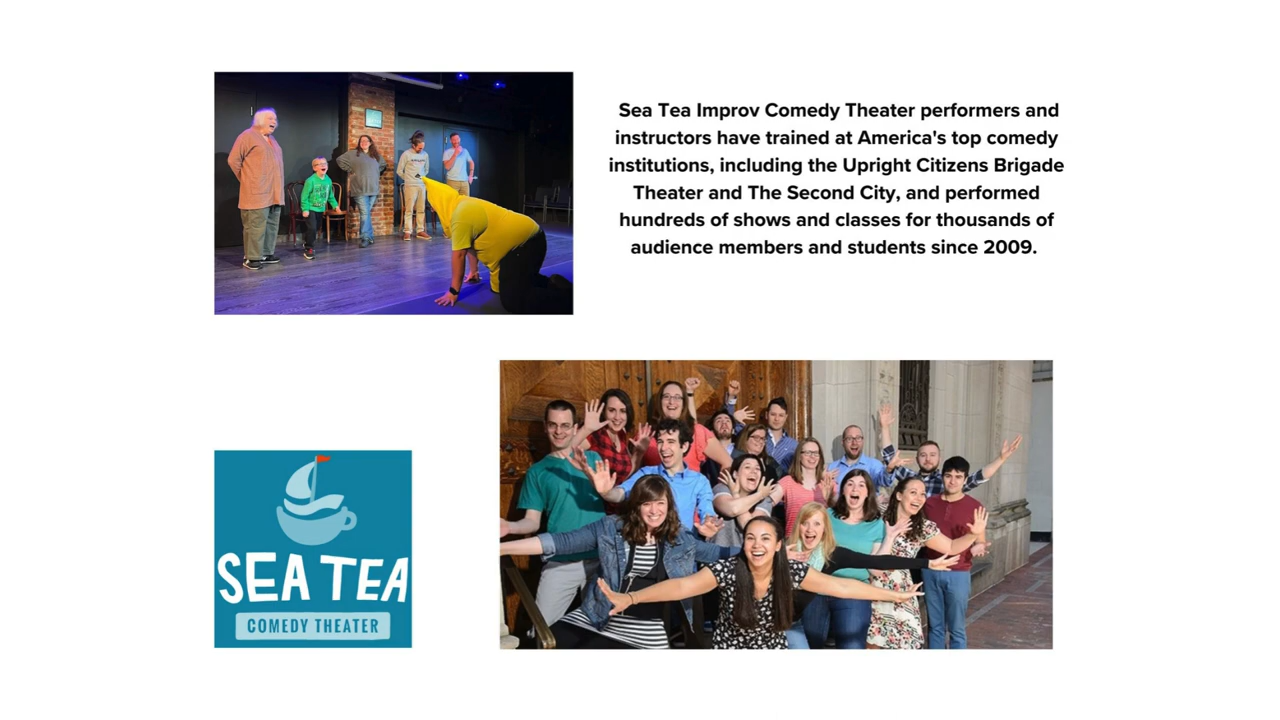 Sea Tea Improv Comedy Theater performers and
instructors have trained at America's top comedy
institutions, including the Upright Citizens Brigade
Theater and The Second City, and performed
hundreds of shows and classes for thousands of
audience members and students since 2009.
SEA TEA
COMEDY THEATER